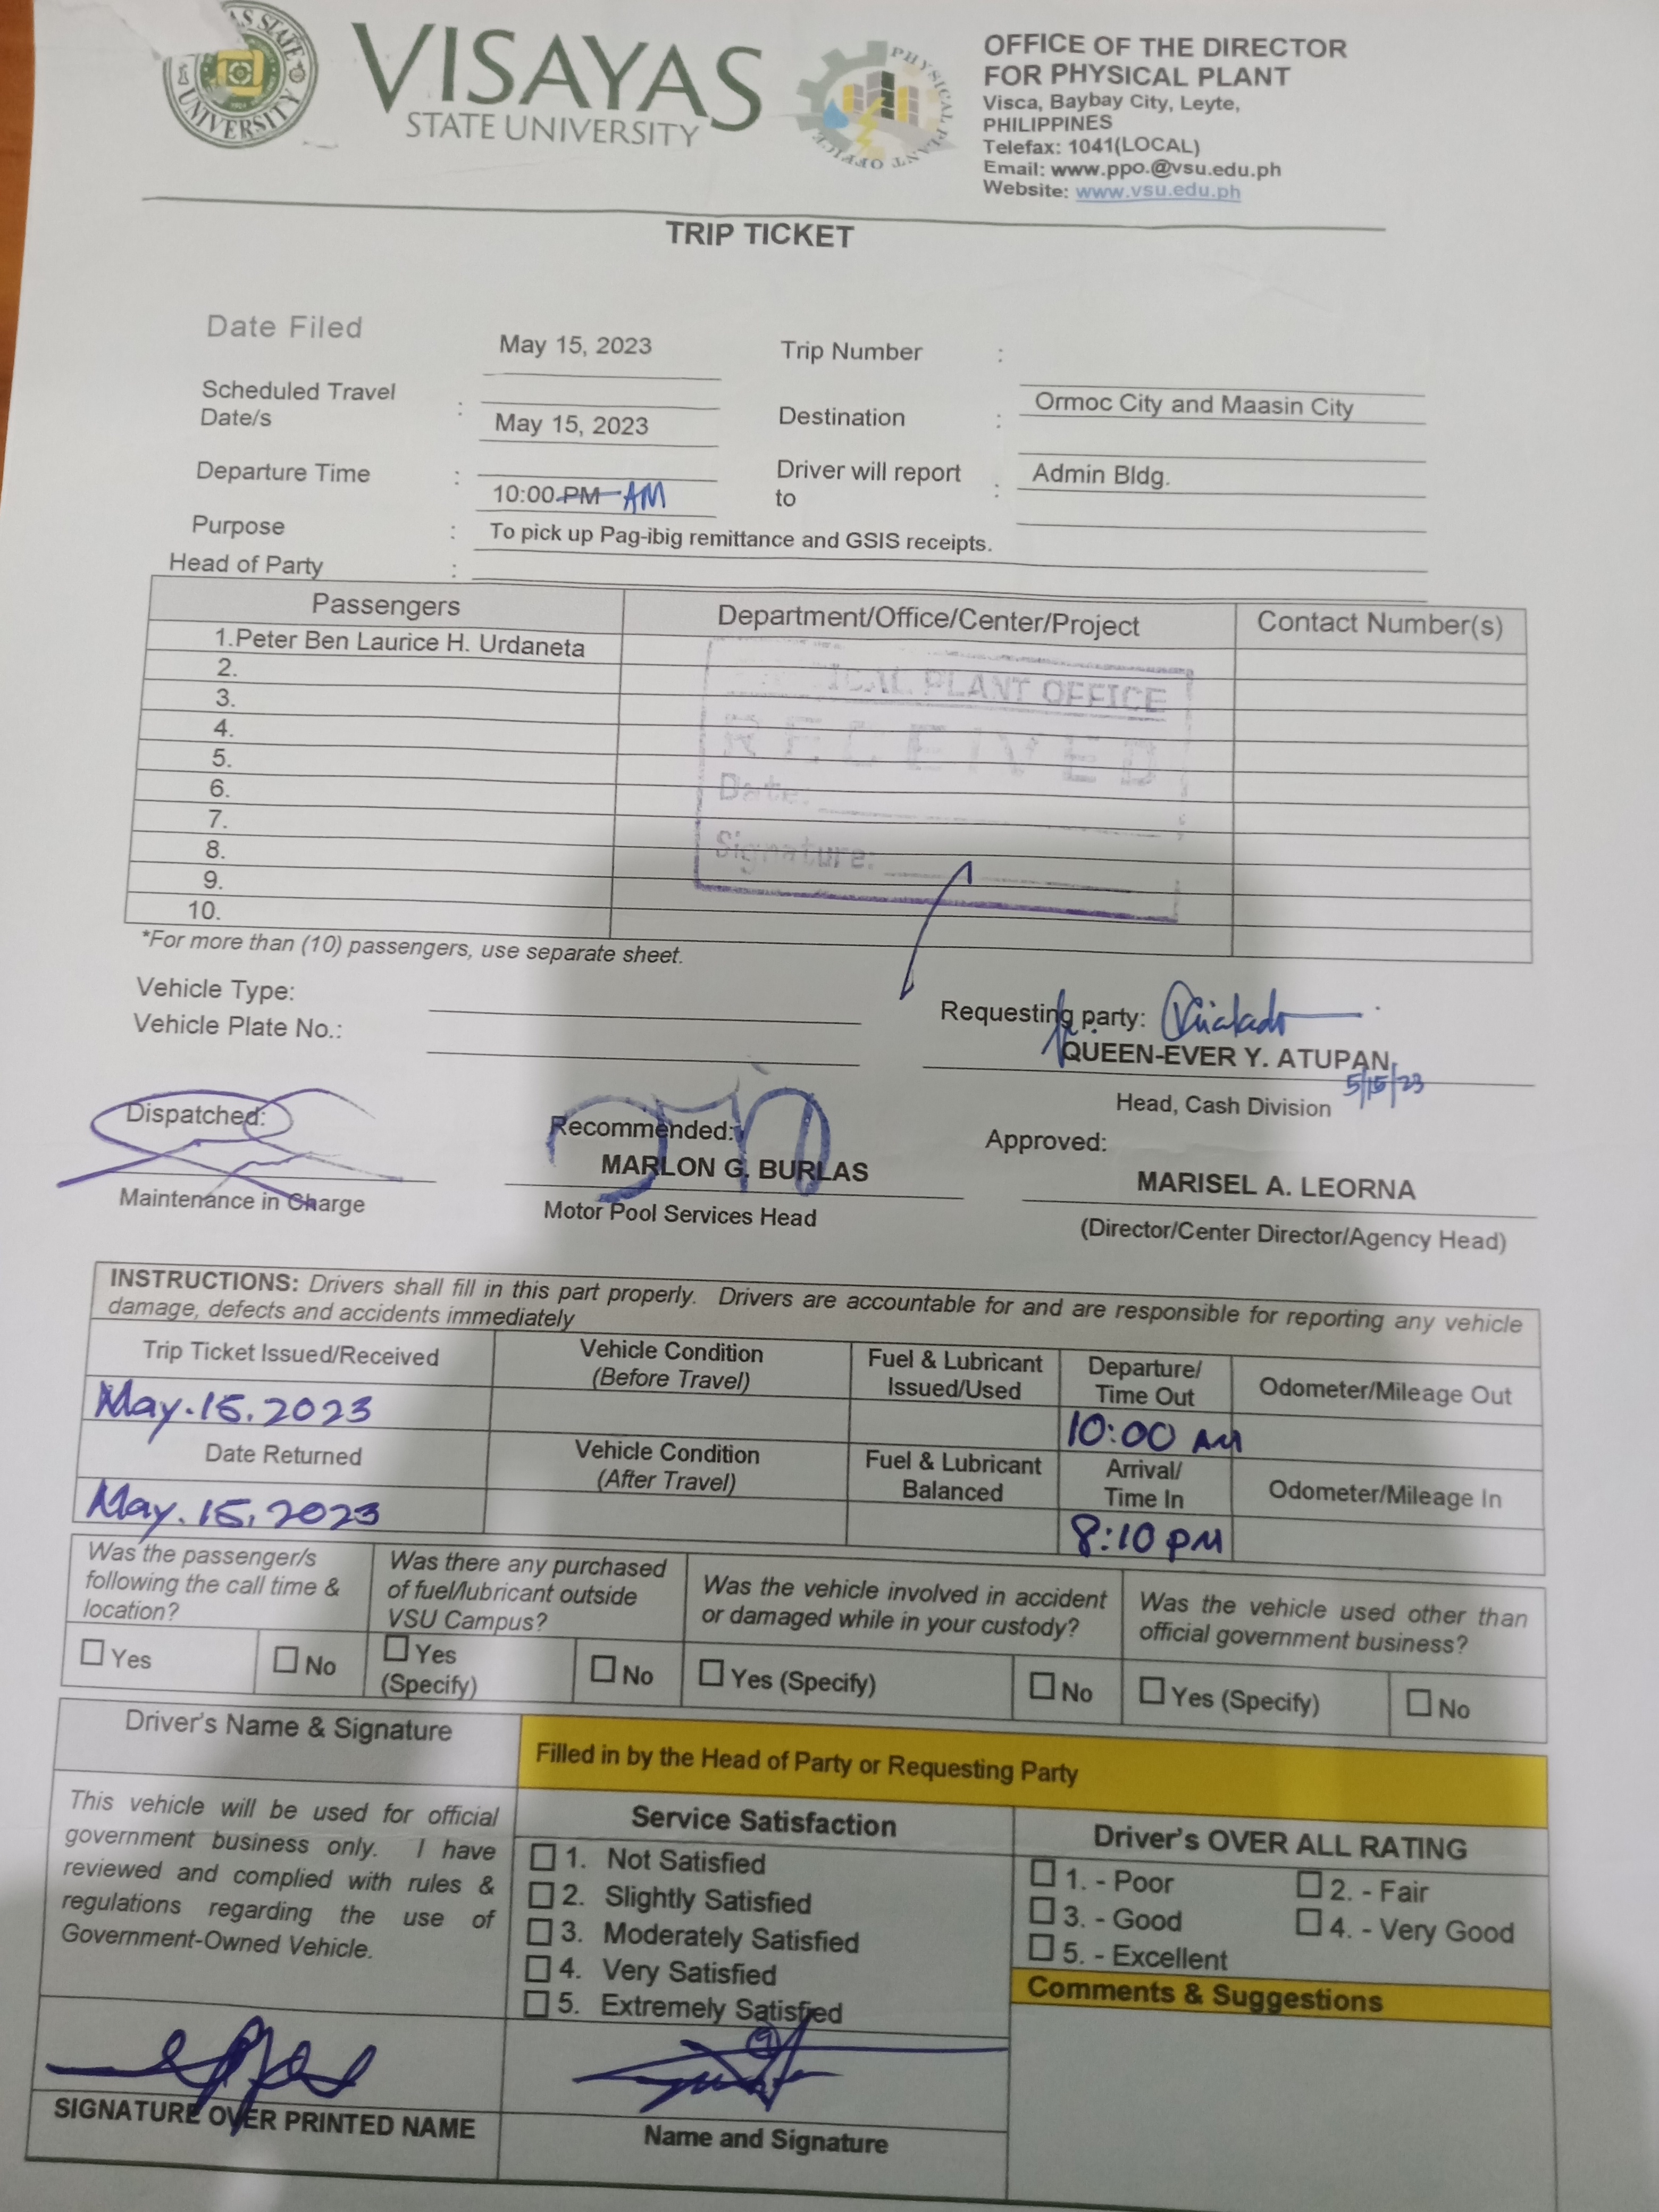 VISAYAS
STATE UNIVERSITY
UNIVERSITY
PHYSICAL PLANT OFFICE
OFFICE OF THE DIRECTOR
FOR PHYSICAL PLANT
Visca, Baybay City, Leyte,
PHILIPPINES
Telefax: 1041(LOCAL)
Email: www.ppo.@vsu.edu.ph
Website: www.vsu.edu.ph
TRIP TICKET
Date Filed May 15, 2023 Trip Number :
Scheduled Travel Date/s : May 15, 2023 Destination : Ormoc City and Maasin City
Departure Time : 10:00 PM AM Driver will report to : Admin Bldg.
Purpose : To pick up Pag-ibig remittance and GSIS receipts.
Head of Party :
Passengers Department/Office/Center/Project Contact Number(s)
1.Peter Ben Laurice H. Urdaneta
2.
3.
4.
5.
6.
7.
8.
9.
10.
PLANT OFFICE
RECEIVED
Date:
Signature:
*For more than (10) passengers, use separate sheet.
Vehicle Type:
Vehicle Plate No.:
Requesting party:
QUEEN-EVER Y. ATUPAN
5/15/23
Head, Cash Division
Dispatched:
Maintenance in Charge
Recommended:
MARLON G. BURLAS
Motor Pool Services Head
Approved:
MARISEL A. LEORNA
(Director/Center Director/Agency Head)
INSTRUCTIONS: Drivers shall fill in this part properly. Drivers are accountable for and are responsible for reporting any vehicle
damage, defects and accidents immediately
Trip Ticket Issued/Received Vehicle Condition (Before Travel) Fuel & Lubricant Issued/Used Departure/ Time Out Odometer/Mileage Out
May.15.2023 10:00 AM
Date Returned Vehicle Condition (After Travel) Fuel & Lubricant Balanced Arrival/ Time In Odometer/Mileage In
May.15.2023 8:10 PM
Was the passenger/s following the call time & location?
Was there any purchased of fuel/lubricant outside VSU Campus?
Was the vehicle involved in accident or damaged while in your custody?
Was the vehicle used other than official government business?
Yes No Yes (Specify) No Yes (Specify) No Yes (Specify) No
Driver's Name & Signature
Filled in by the Head of Party or Requesting Party
This vehicle will be used for official
government business only. I have
reviewed and complied with rules &
regulations regarding the use of
Government-Owned Vehicle.
Service Satisfaction
1. Not Satisfied
2. Slightly Satisfied
3. Moderately Satisfied
4. Very Satisfied
5. Extremely Satisfied
Driver's OVER ALL RATING
1. - Poor 2. - Fair
3. - Good 4. - Very Good
5. - Excellent
Comments & Suggestions
SIGNATURE OVER PRINTED NAME
Name and Signature